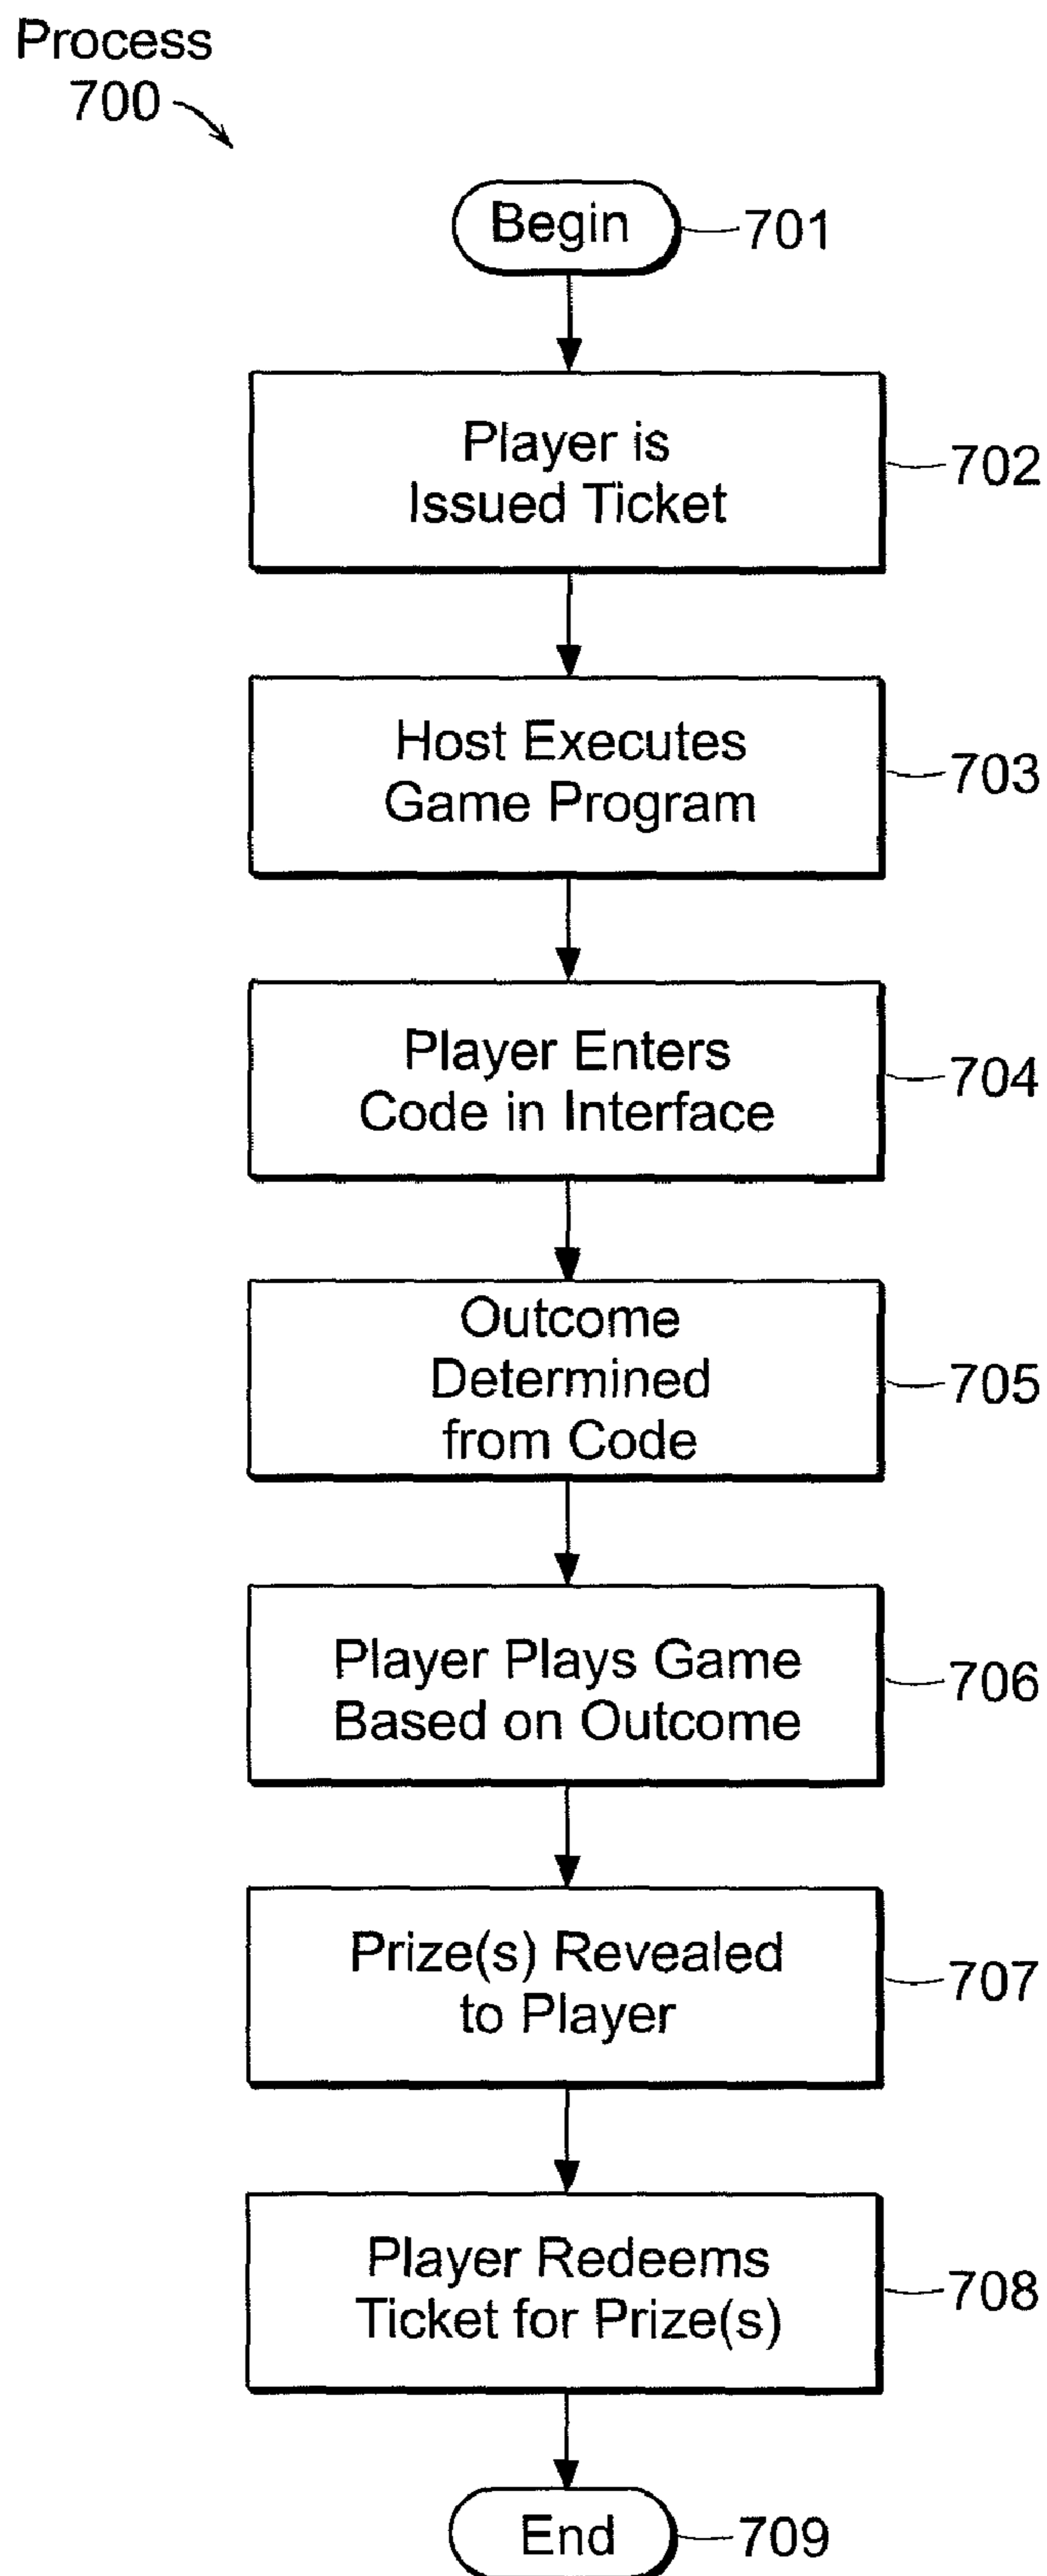 Process
700
Begin
701
Player is
Issued Ticket
702
Host Executes
Game Program
703
Player Enters
Code in Interface
704
Outcome
Determined
from Code
705
Player Plays Game
Based on Outcome
706
Prize(s) Revealed
to Player
707
Player Redeems
Ticket for Prize(s)
708
End
709